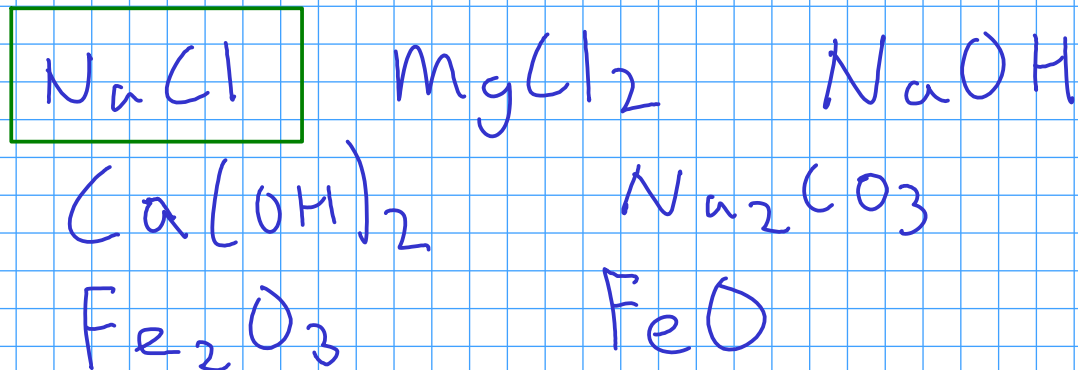 NaCl MgCl₂ NaOH
Ca(OH)₂ Na₂CO₃
Fe₂O₃ FeO